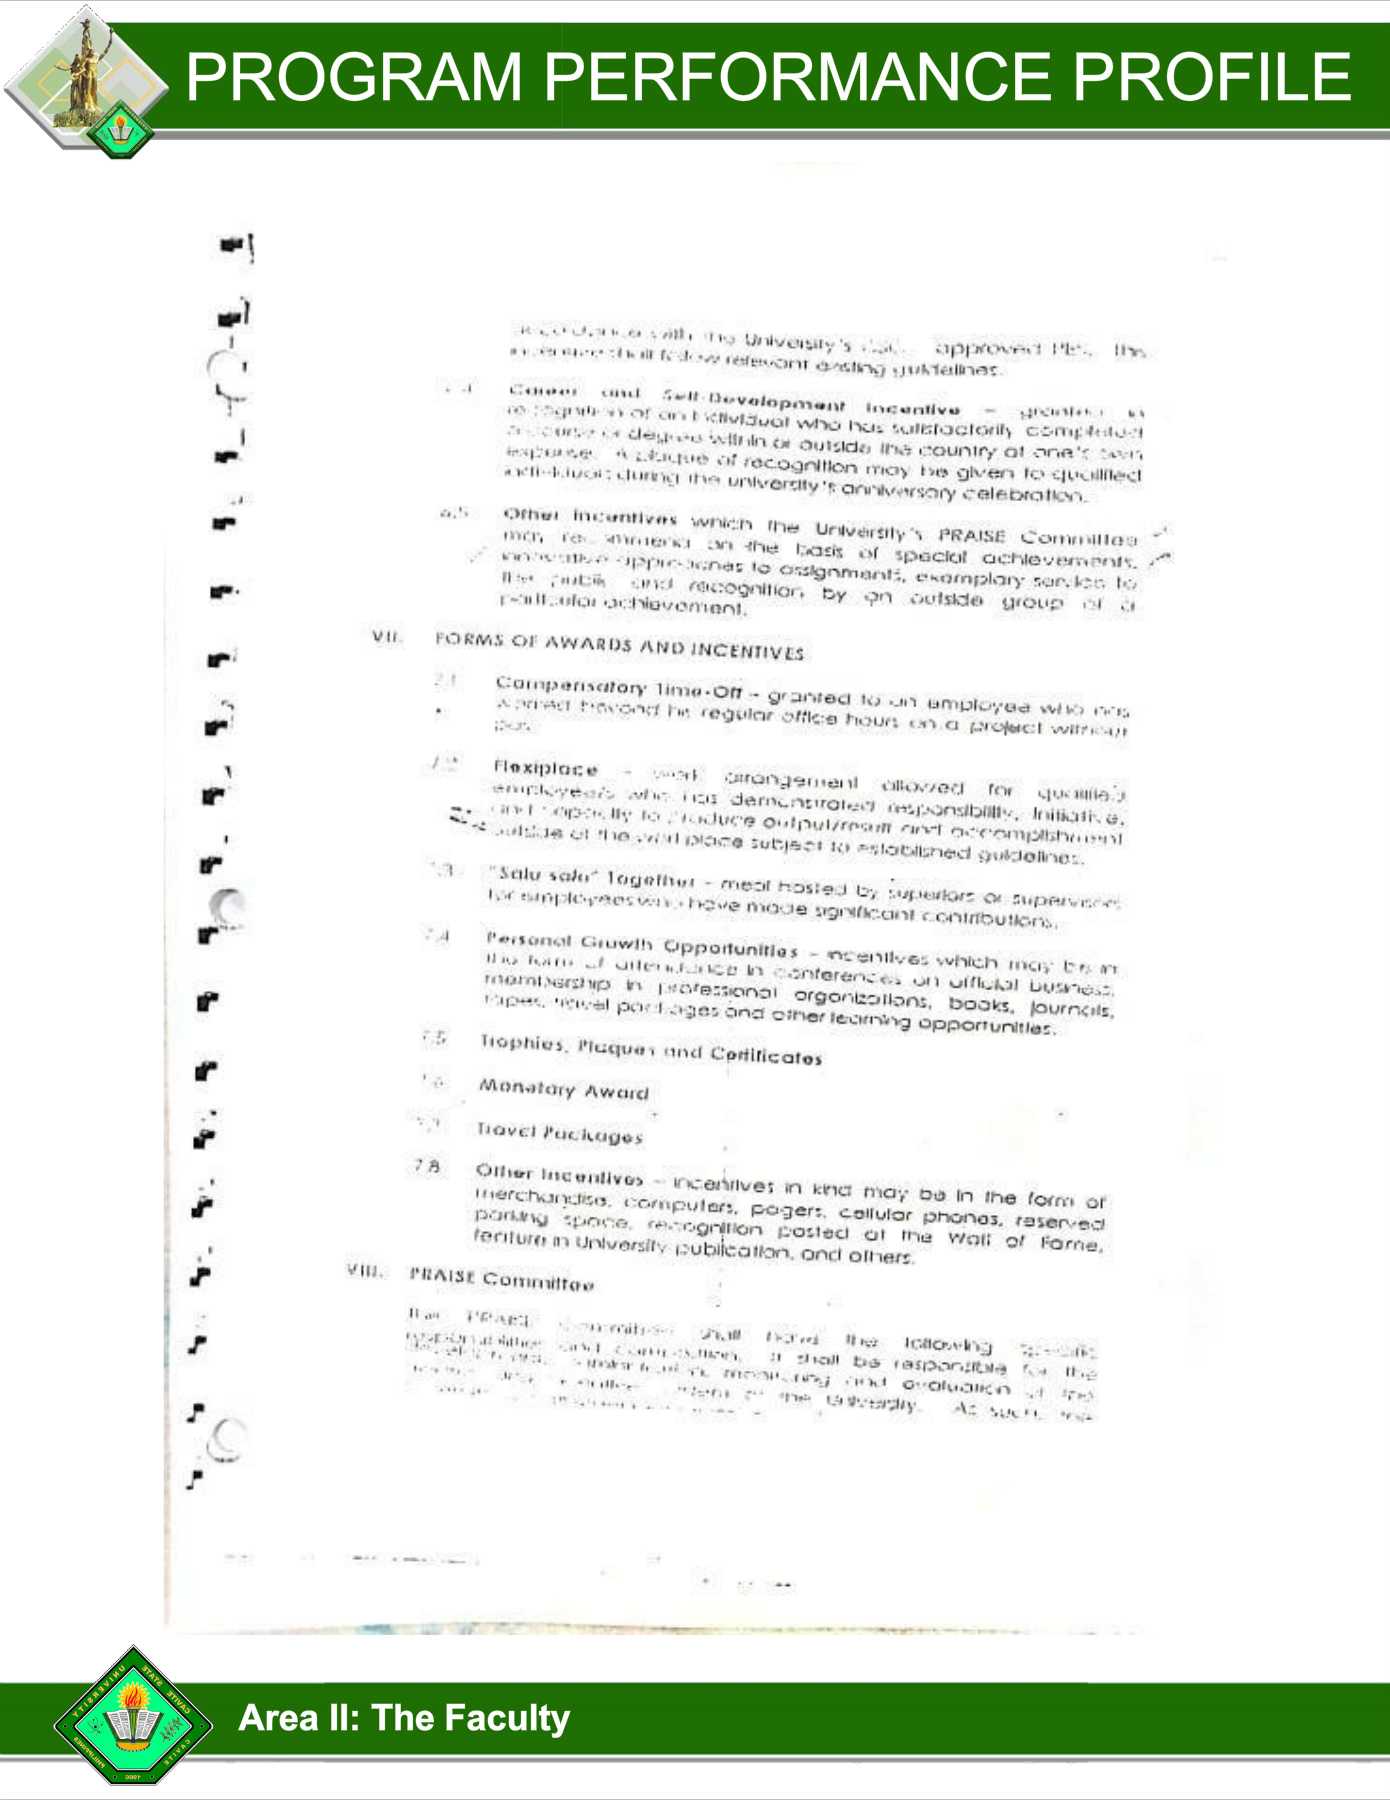 PROGRAM PERFORMANCE PROFILE
with the University's approved the
incentive shall follow relevant existing guidelines.
Career and Self-Development Incentive – granted in
recognition of an individual who has satisfactorily completed
a course or degree within or outside the country at one's own
expense. A plaque of recognition may be given to qualified
individuals during the university's anniversary celebration.
6.5 Other Incentives which the University's PRAISE Committee
may recommend on the basis of special achievements,
innovative approaches to assignments, exemplary service to
the public and recognition by an outside group of a
particular achievement.
VII. FORMS OF AWARDS AND INCENTIVES
7.1 Compensatory Time-Off – granted to an employee who has
worked beyond his regular office hours on a project without
pay.
7.2 Flexiplace – work arrangement allowed for qualified
employee/s who has demonstrated responsibility, initiative,
and capacity to produce output/result and accomplishment
outside of the workplace subject to established guidelines.
7.3 "Salu salo" Together – meal hosted by superiors or supervisors
for employees who have made significant contributions.
7.4 Personal Growth Opportunities – incentives which may be in
the form of attendance in conferences on official business,
membership in professional organizations, books, journals,
tapes, travel packages and other learning opportunities.
7.5 Trophies, Plaques and Certificates
7.6 Monetary Award
7.7 Travel Packages
7.8 Other Incentives – incentives in kind may be in the form of
merchandise, computers, pagers, cellular phones, reserved
parking space, recognition posted at the Wall of Fame,
feature in University publication, and others.
VIII. PRAISE Committee
The PRAISE Committee shall have the following specific
responsibilities and composition. It shall be responsible for the
monitoring and evaluation of the
of the University. As such, the
Area II: The Faculty
CAVITE STATE UNIVERSITY
CAVITE
PHILIPPINES
1906